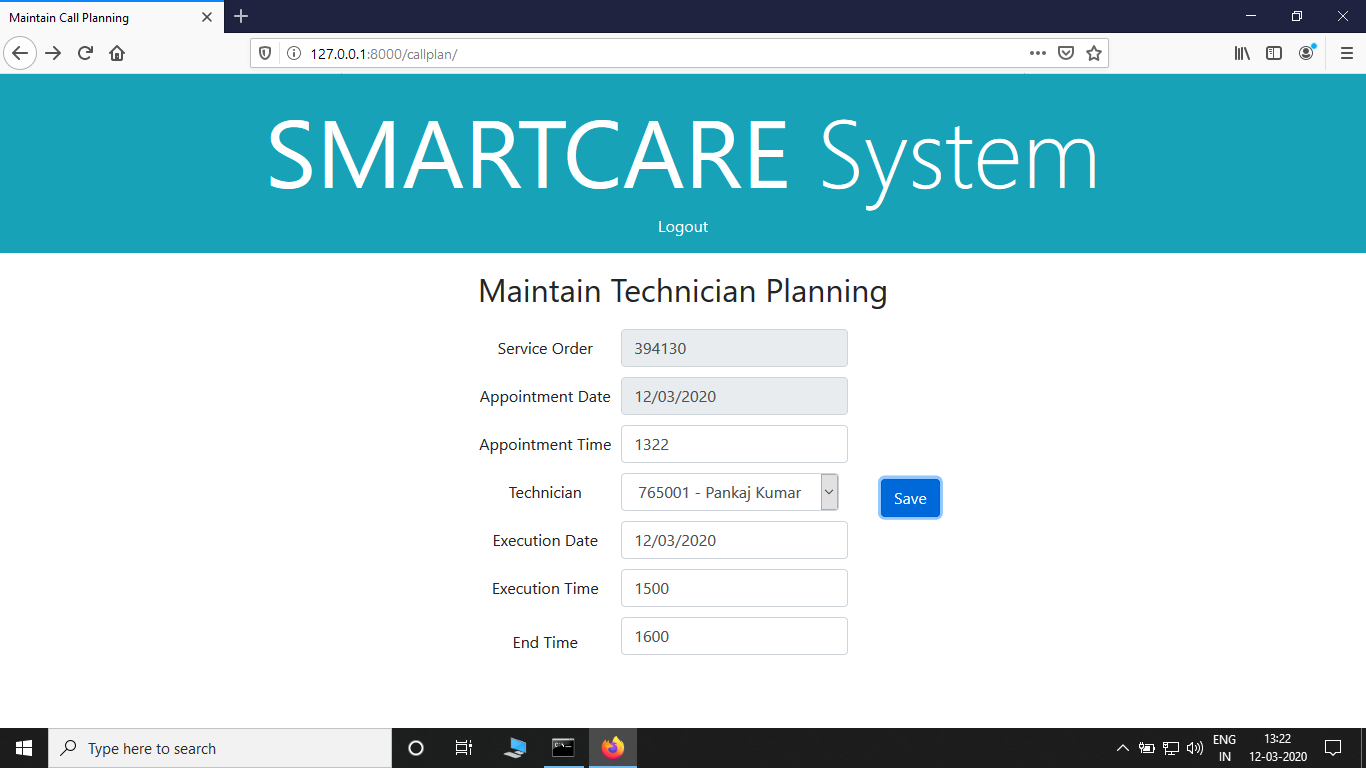 Maintain Call Planning
127.0.0.1:8000/callplan/
SMARTCARE System
Logout
Maintain Technician Planning
Service Order 394130
Appointment Date 12/03/2020
Appointment Time 1322
Technician 765001 - Pankaj Kumar
Save
Execution Date 12/03/2020
Execution Time 1500
End Time 1600
Type here to search
ENG 13:22
IN 12-03-2020